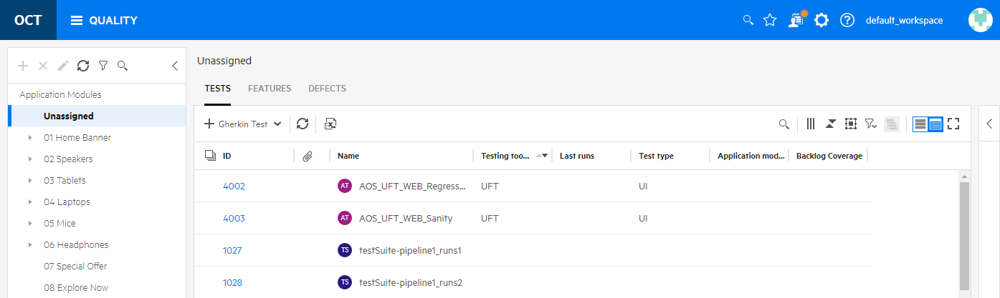 OCT
QUALITY
default_workspace
Application Modules
Unassigned
01 Home Banner
02 Speakers
03 Tablets
04 Laptops
05 Mice
06 Headphones
07 Special Offer
08 Explore Now
Unassigned
TESTS FEATURES DEFECTS
Gherkin Test
ID Name Testing too... Last runs Test type Application mod... Backlog Coverage
4002 AT AOS_UFT_WEB_Regress... UFT UI
4003 AT AOS_UFT_WEB_Sanity UFT UI
1027 TS testSuite-pipeline1_runs1
1028 TS testSuite-pipeline1_runs2